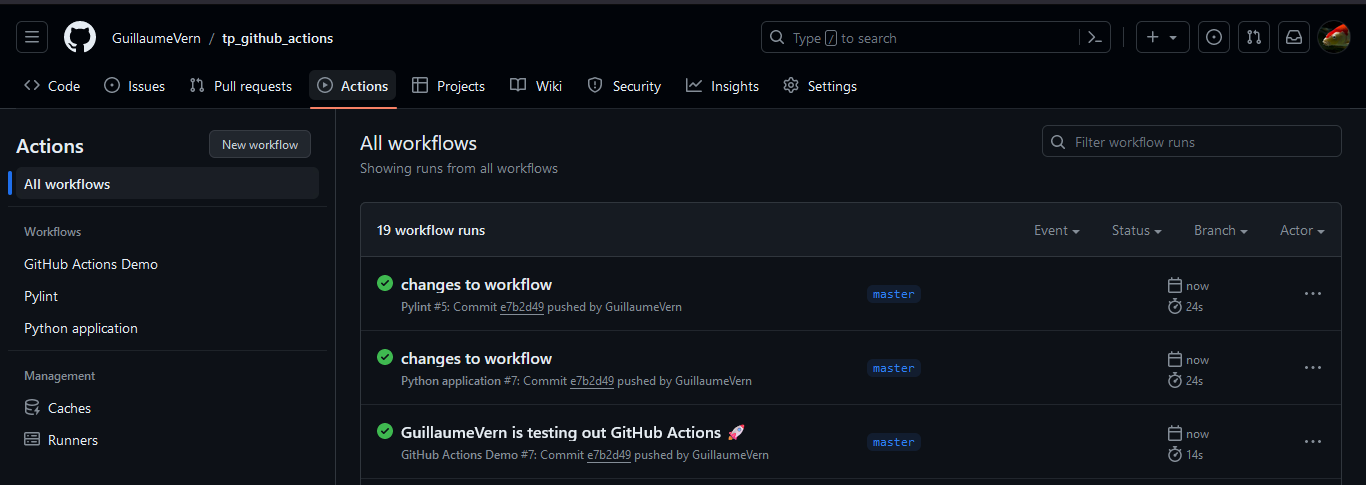 GuillaumeVern / tp_github_actions
Type / to search
Code
Issues
Pull requests
Actions
Projects
Wiki
Security
Insights
Settings
Actions
New workflow
All workflows
Workflows
GitHub Actions Demo
Pylint
Python application
Management
Caches
Runners
All workflows
Showing runs from all workflows
Filter workflow runs
19 workflow runs
Event
Status
Branch
Actor
changes to workflow
Pylint #5: Commit e7b2d49 pushed by GuillaumeVern
master
now
24s
changes to workflow
Python application #7: Commit e7b2d49 pushed by GuillaumeVern
master
now
24s
GuillaumeVern is testing out GitHub Actions 🚀
GitHub Actions Demo #7: Commit e7b2d49 pushed by GuillaumeVern
master
now
14s